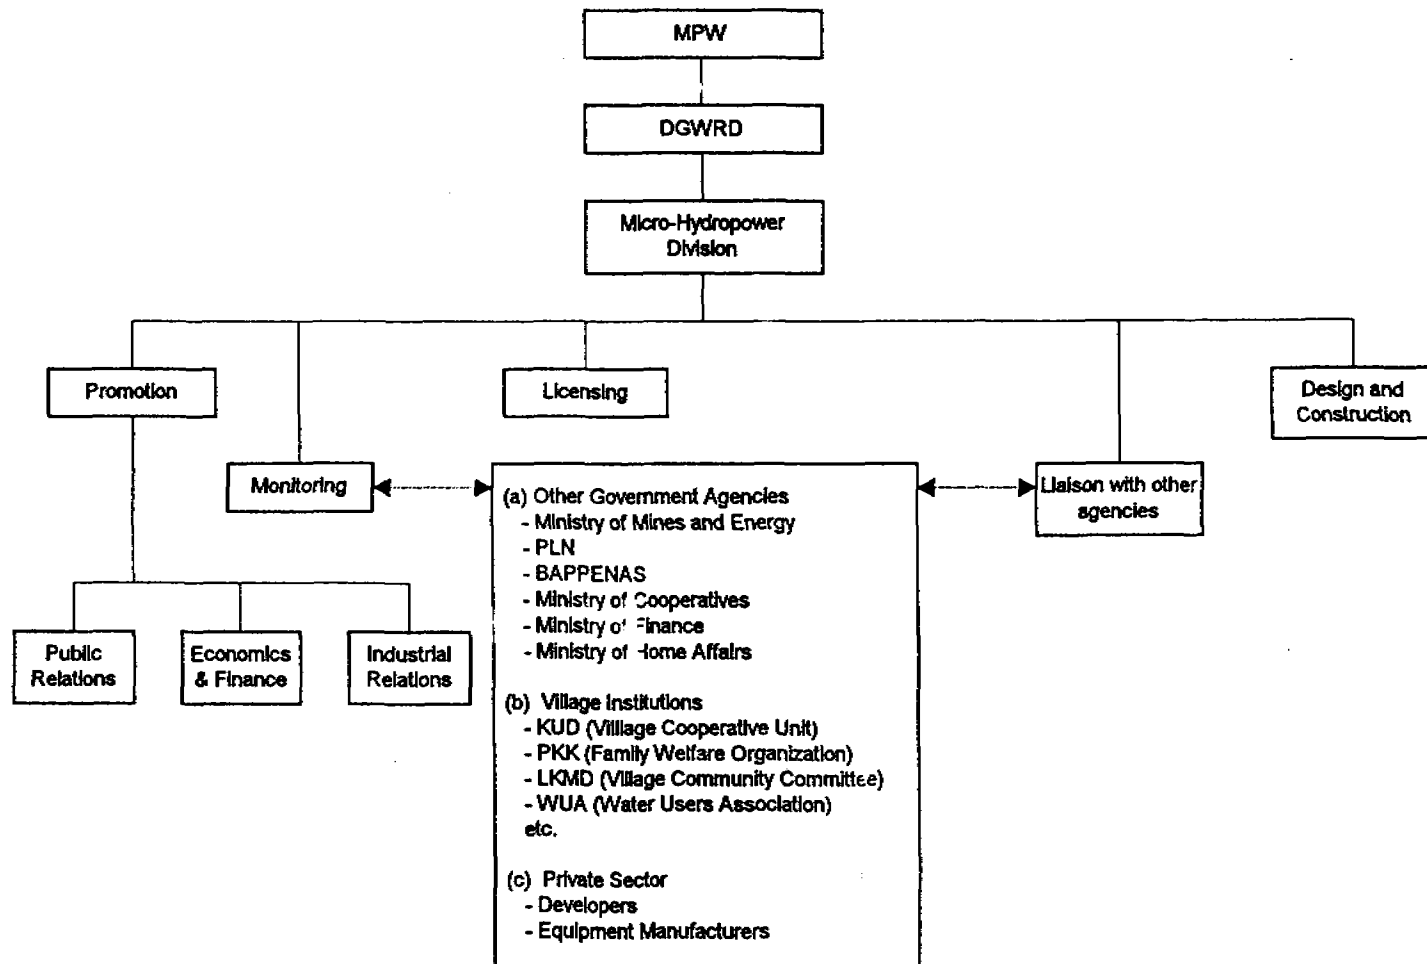 MPW
DGWRD
Micro-Hydropower
Division
Promotion
Licensing
Design and
Construction
Monitoring
Liaison with other
agencies
(a) Other Government Agencies
- Ministry of Mines and Energy
- PLN
- BAPPENAS
- Ministry of Cooperatives
- Ministry of Finance
- Ministry of Home Affairs
Public
Relations
Economics
& Finance
Industrial
Relations
(b) Village Institutions
- KUD (Villlage Cooperative Unit)
- PKK (Family Welfare Organization)
- LKMD (Village Community Committee)
- WUA (Water Users Association)
etc.
(c) Private Sector
- Developers
- Equipment Manufacturers